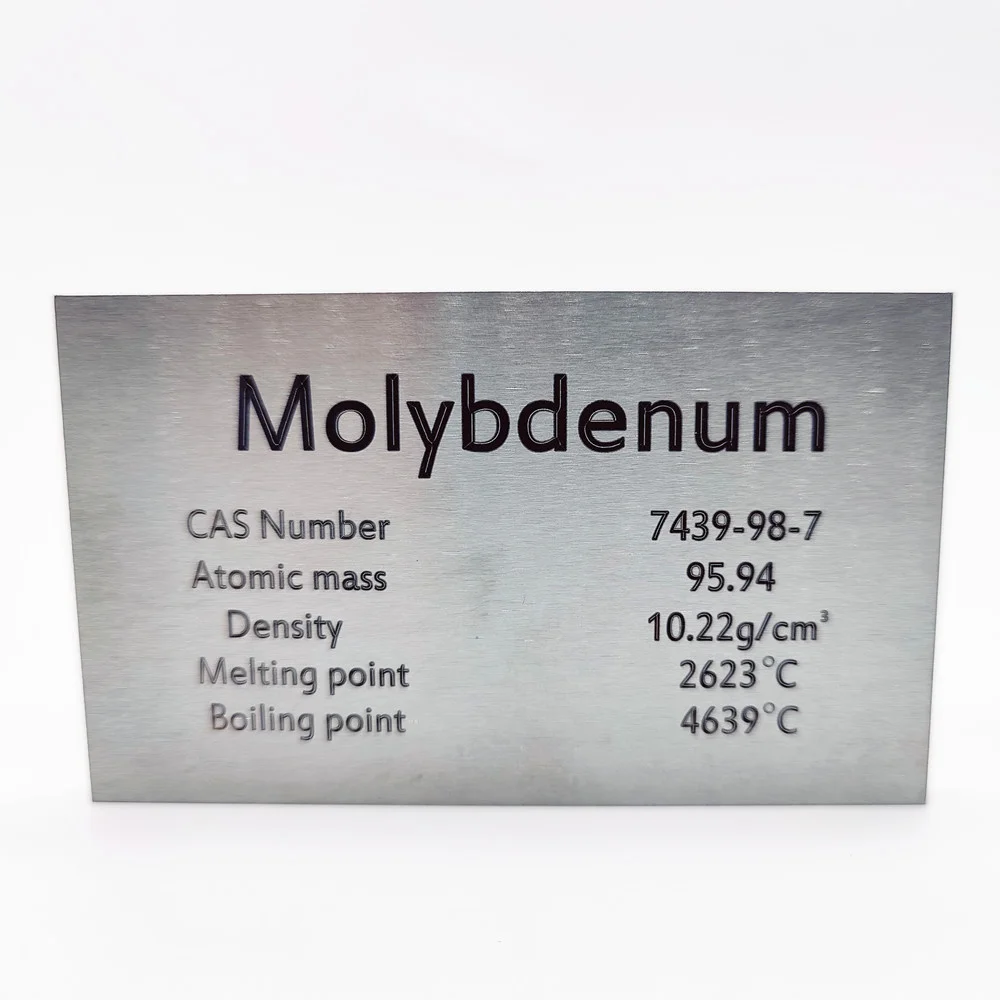 Molybdenum
CAS Number 7439-98-7
Atomic mass 95.94
Density 10.22g/cm³
Melting point 2623°C
Boiling point 4639°C